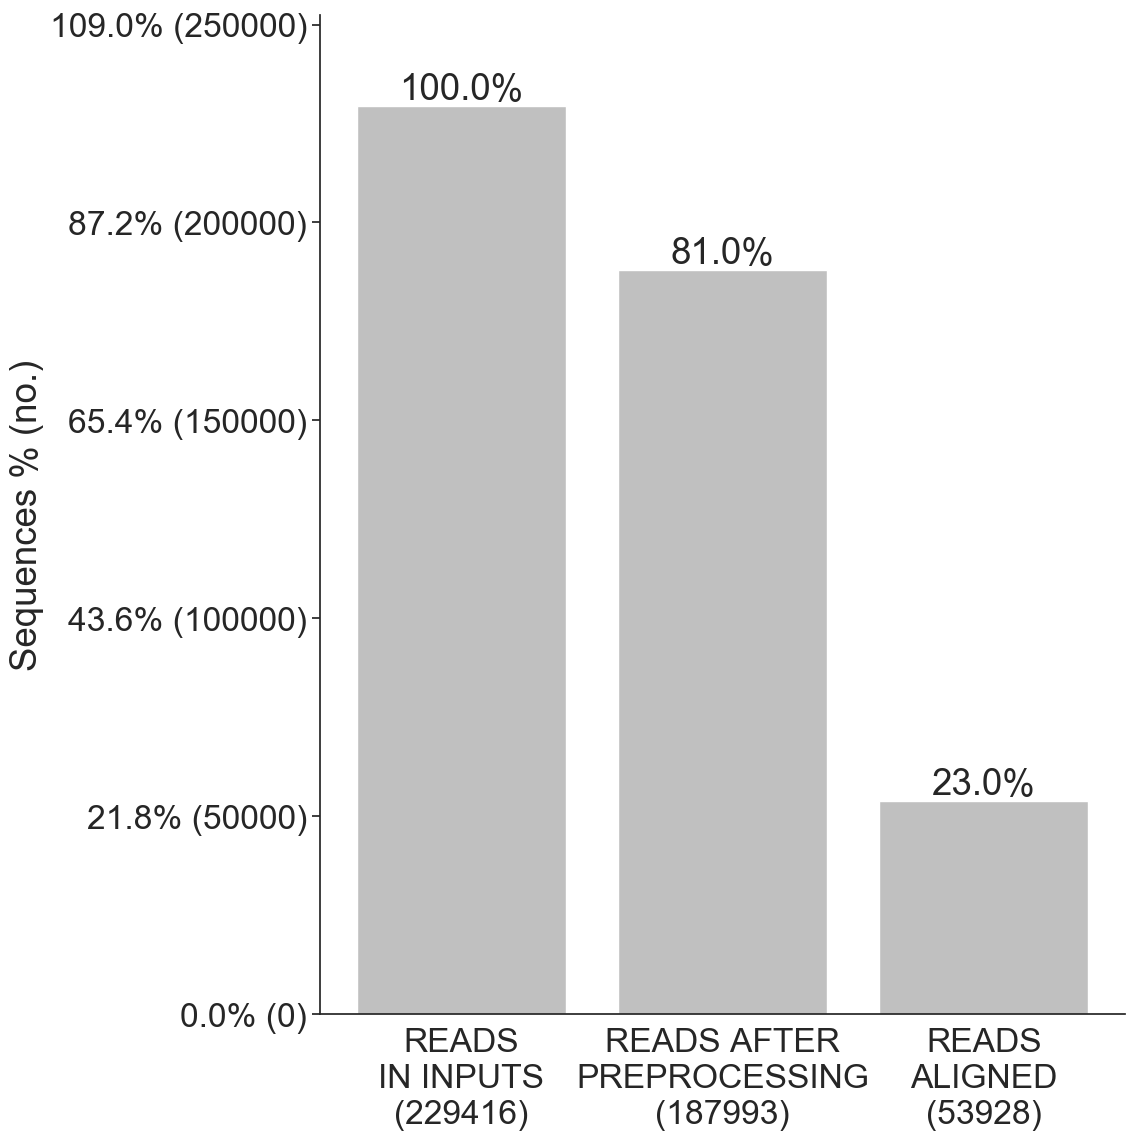 109.0% (250000)
100.0%
87.2% (200000)
81.0%
65.4% (150000)
Sequences % (no.)
43.6% (100000)
23.0%
21.8% (50000)
0.0% (0)
READS
IN INPUTS
(229416)
READS AFTER
PREPROCESSING
(187993)
READS
ALIGNED
(53928)